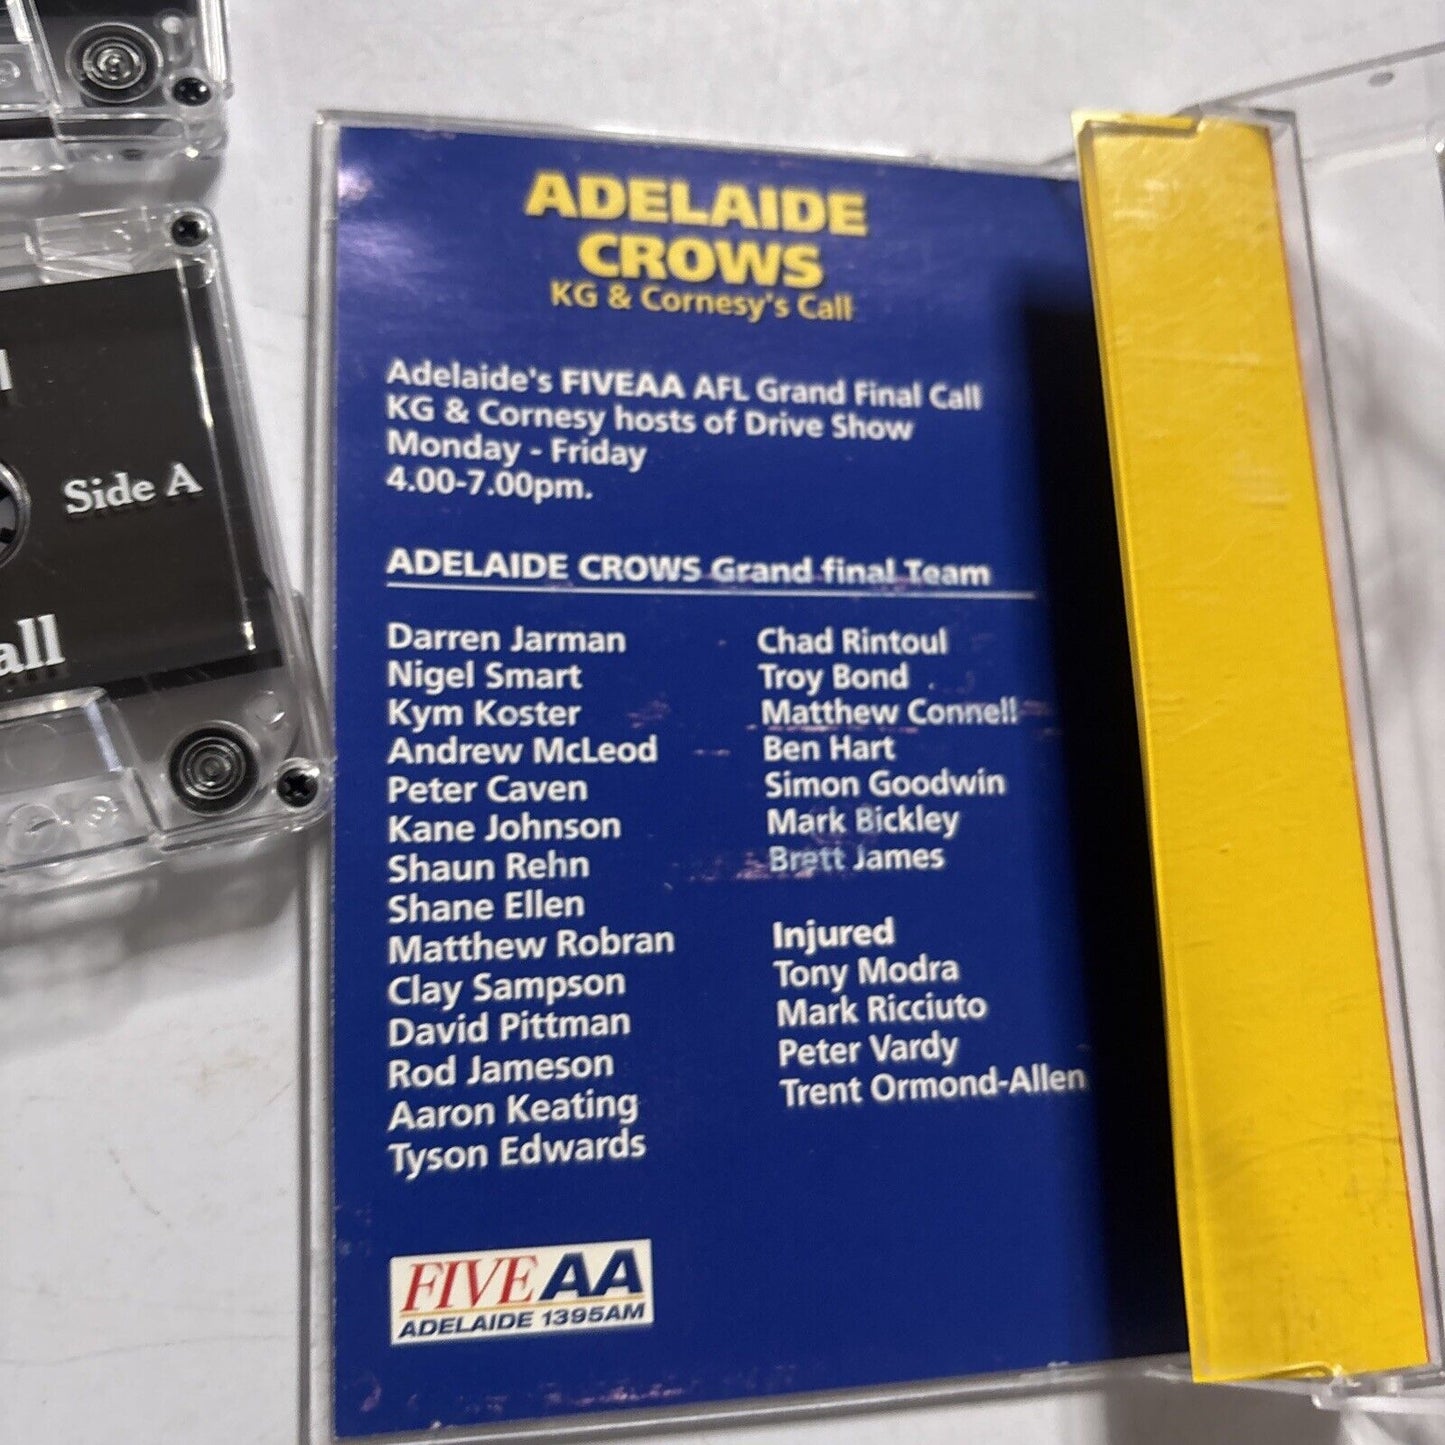 Side A
all
ADELAIDE
CROWS
KG & Cornesy's Call
Adelaide's FIVEAA AFL Grand Final Call
KG & Cornesy hosts of Drive Show
Monday - Friday
4.00-7.00pm.
ADELAIDE CROWS Grand final Team
Darren Jarman
Nigel Smart
Kym Koster
Andrew McLeod
Peter Caven
Kane Johnson
Shaun Rehn
Shane Ellen
Matthew Robran
Clay Sampson
David Pittman
Rod Jameson
Aaron Keating
Tyson Edwards
Chad Rintoul
Troy Bond
Matthew Connell
Ben Hart
Simon Goodwin
Mark Bickley
Brett James
Injured
Tony Modra
Mark Ricciuto
Peter Vardy
Trent Ormond-Allen
FIVEAA
ADELAIDE 1395AM